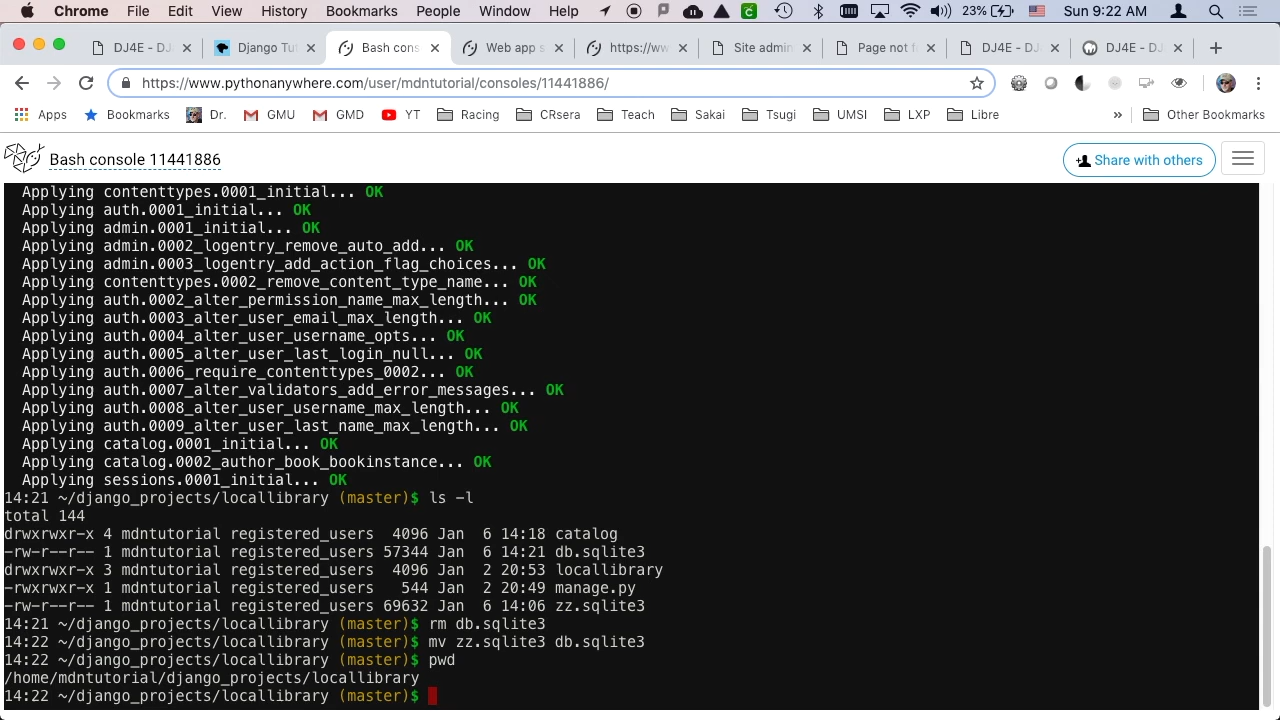 Chrome File Edit View History Bookmarks People Window Help 23% Sun 9:22 AM
DJ4E - DJ Django Tut Bash cons Web app s https://ww Site admin Page not f DJ4E - DJ DJ4E - DJ
https://www.pythonanywhere.com/user/mdntutorial/consoles/11441886/
Apps Bookmarks Dr. GMU GMD YT Racing CRsera Teach Sakai Tsugi UMSI LXP Libre » Other Bookmarks
Bash console 11441886 Share with others
Applying contenttypes.0001_initial... OK
Applying auth.0001_initial... OK
Applying admin.0001_initial... OK
Applying admin.0002_logentry_remove_auto_add... OK
Applying admin.0003_logentry_add_action_flag_choices... OK
Applying contenttypes.0002_remove_content_type_name... OK
Applying auth.0002_alter_permission_name_max_length... OK
Applying auth.0003_alter_user_email_max_length... OK
Applying auth.0004_alter_user_username_opts... OK
Applying auth.0005_alter_user_last_login_null... OK
Applying auth.0006_require_contenttypes_0002... OK
Applying auth.0007_alter_validators_add_error_messages... OK
Applying auth.0008_alter_user_username_max_length... OK
Applying auth.0009_alter_user_last_name_max_length... OK
Applying catalog.0001_initial... OK
Applying catalog.0002_author_book_bookinstance... OK
Applying sessions.0001_initial... OK
14:21 ~/django_projects/locallibrary (master)$ ls -l
total 144
drwxrwxr-x 4 mdntutorial registered_users  4096 Jan  6 14:18 catalog
-rw-r--r-- 1 mdntutorial registered_users 57344 Jan  6 14:21 db.sqlite3
drwxrwxr-x 3 mdntutorial registered_users  4096 Jan  2 20:53 locallibrary
-rwxrwxr-x 1 mdntutorial registered_users   544 Jan  2 20:49 manage.py
-rw-r--r-- 1 mdntutorial registered_users 69632 Jan  6 14:06 zz.sqlite3
14:21 ~/django_projects/locallibrary (master)$ rm db.sqlite3
14:22 ~/django_projects/locallibrary (master)$ mv zz.sqlite3 db.sqlite3
14:22 ~/django_projects/locallibrary (master)$ pwd
/home/mdntutorial/django_projects/locallibrary
14:22 ~/django_projects/locallibrary (master)$